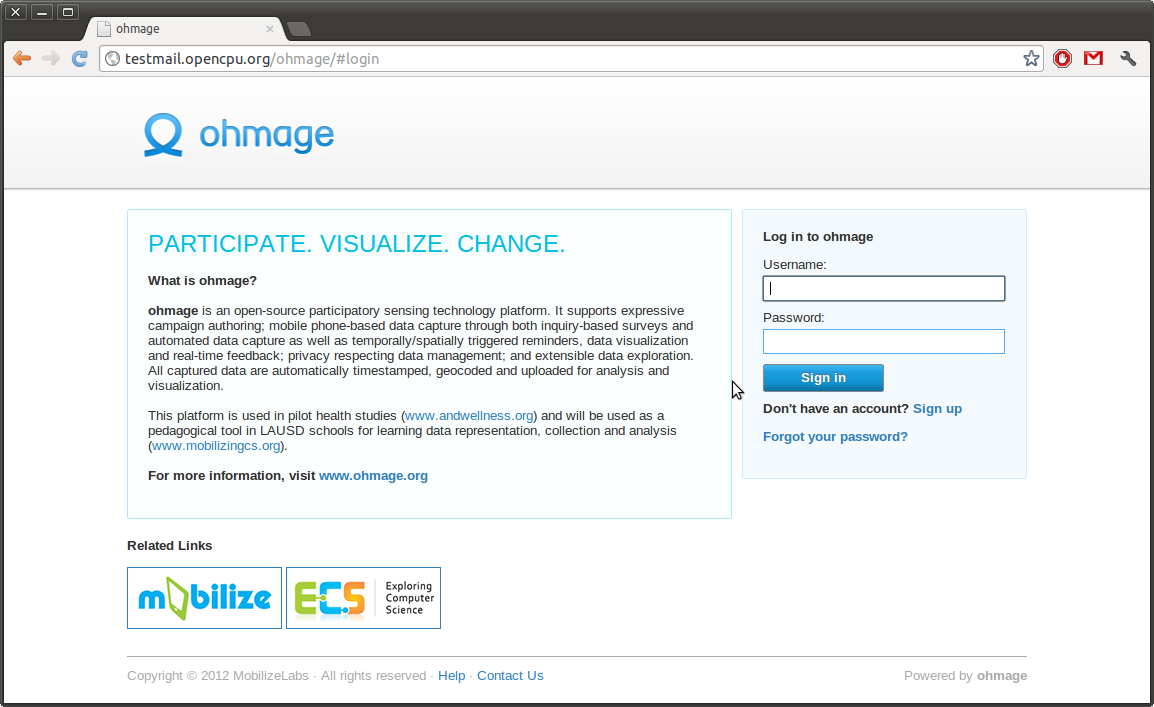 ohmage
testmail.opencpu.org/ohmage/#login
ohmage
PARTICIPATE. VISUALIZE. CHANGE.
What is ohmage?
ohmage is an open-source participatory sensing technology platform. It supports expressive
campaign authoring; mobile phone-based data capture through both inquiry-based surveys and
automated data capture as well as temporally/spatially triggered reminders, data visualization
and real-time feedback; privacy respecting data management; and extensible data exploration.
All captured data are automatically timestamped, geocoded and uploaded for analysis and
visualization.
This platform is used in pilot health studies (www.andwellness.org) and will be used as a
pedagogical tool in LAUSD schools for learning data representation, collection and analysis
(www.mobilizingcs.org).
For more information, visit www.ohmage.org
Log in to ohmage
Username:
Password:
Sign in
Don't have an account? Sign up
Forgot your password?
Related Links
mobilize
ECS
Exploring
Computer
Science
Copyright © 2012 MobilizeLabs · All rights reserved · Help · Contact Us
Powered by ohmage